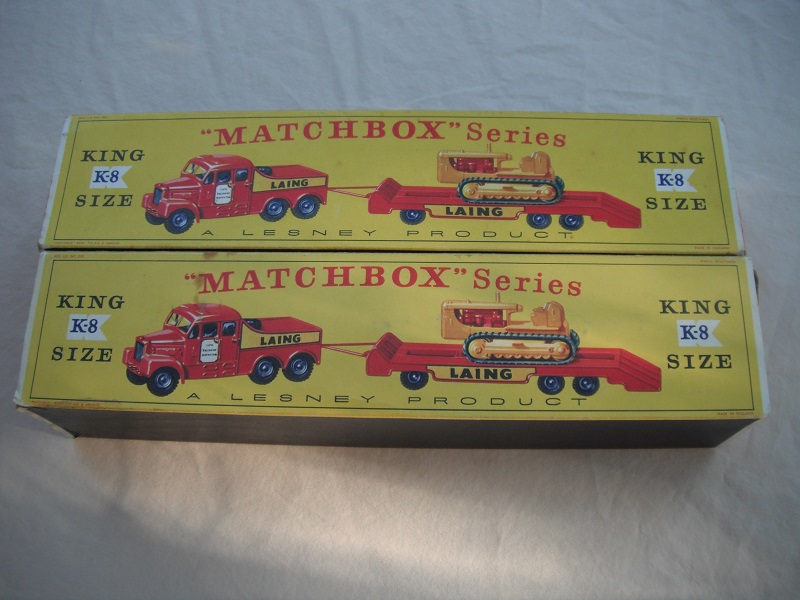 "MATCHBOX" Series
KING
K-8
SIZE
LAING
LAING
KING
K-8
SIZE
A LESNEY PRODUCT
"MATCHBOX" Series
KING
K-8
SIZE
LAING
LAING
KING
K-8
SIZE
A LESNEY PRODUCT